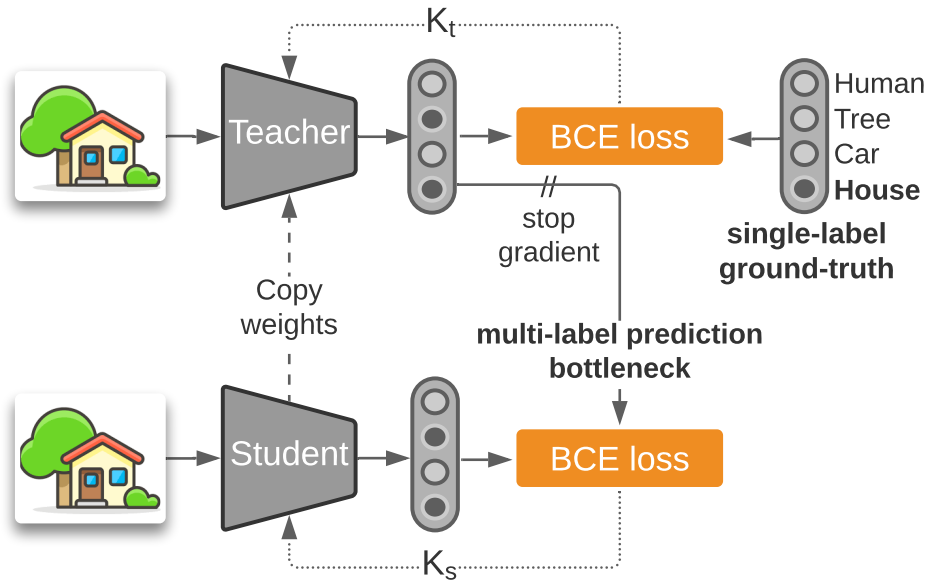 Kt
Teacher
BCE loss
Human
Tree
Car
House
stop
gradient
single-label
ground-truth
Copy
weights
multi-label prediction
bottleneck
Student
BCE loss
Ks